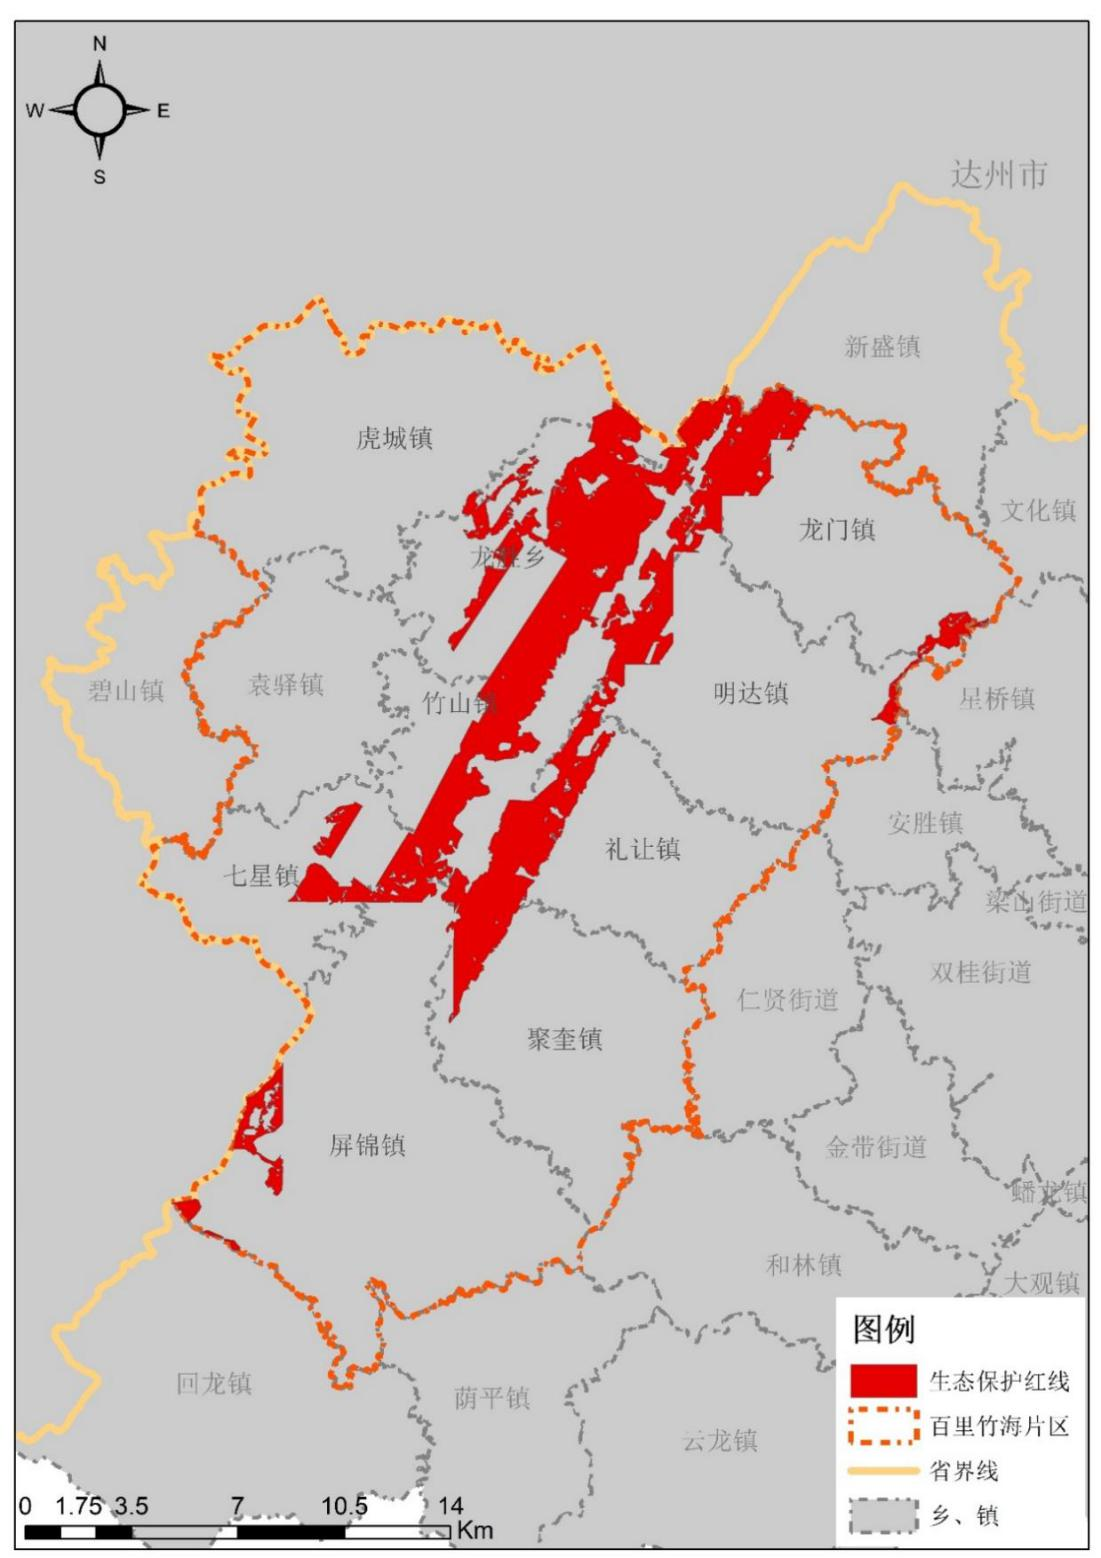 N
W E
S
达州市
新盛镇
虎城镇
文化镇
龙门镇
龙胜乡
袁驿镇
碧山镇
竹山镇
明达镇
星桥镇
安胜镇
礼让镇
七星镇
梁山街道
双桂街道
仁贤街道
聚奎镇
屏锦镇
金带街道
蟠龙镇
和林镇
大观镇
回龙镇
荫平镇
云龙镇
图例
生态保护红线
百里竹海片区
省界线
乡、镇
0 1.75 3.5 7 10.5 14
Km